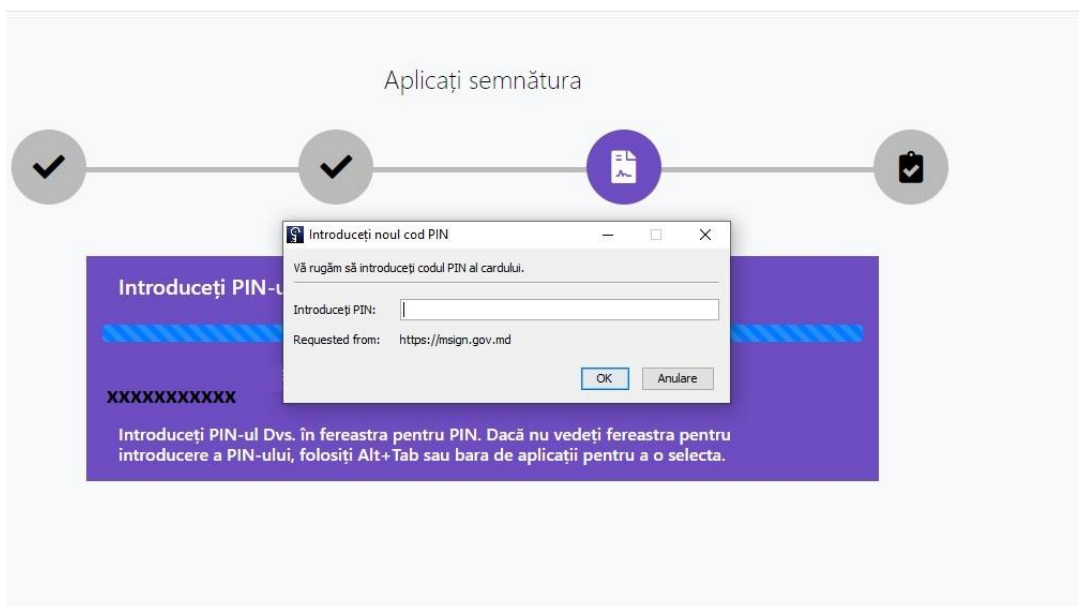 Aplicați semnătura
Introduceți noul cod PIN
Vă rugăm să introduceți codul PIN al cardului.
Introduceți PIN-u
Introduceți PIN:
Requested from: https://msign.gov.md
OK Anulare
XXXXXXXXXXX
Introduceți PIN-ul Dvs. în fereastra pentru PIN. Dacă nu vedeți fereastra pentru
introducere a PIN-ului, folosiți Alt+Tab sau bara de aplicații pentru a o selecta.